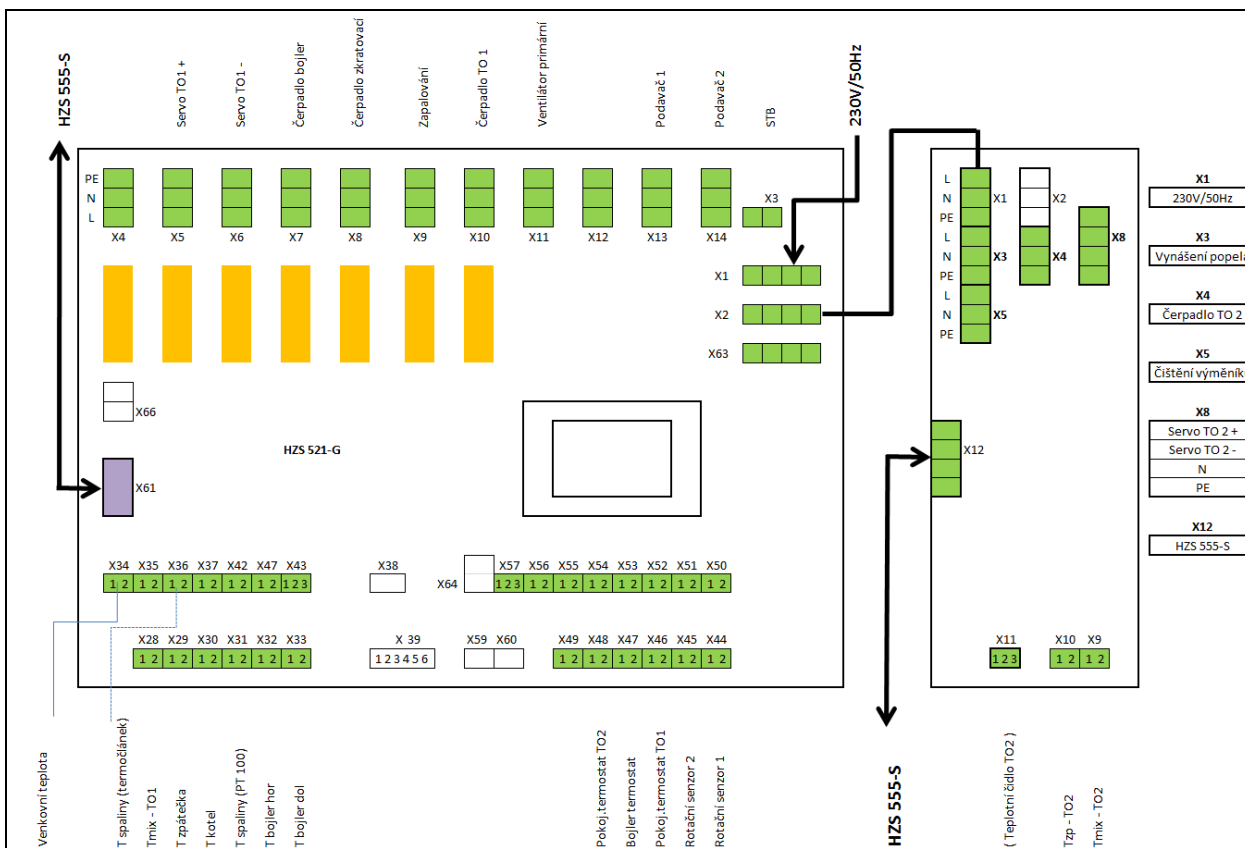 HZS 555-S
Servo TO1 +
Servo TO1 -
Čerpadlo bojler
Čerpadlo zkratovací
Zapalování
Čerpadlo TO 1
Ventilátor primární
Podavač 1
Podavač 2
STB
230V/50Hz
PE
N
L
X4
X5
X6
X7
X8
X9
X10
X11
X12
X13
X14
X3
X1
X2
X63
X66
X61
HZS 521-G
X34 X35 X36 X37 X42 X47 X43
1 2 1 2 1 2 1 2 1 2 1 2 1 2 3
X38
X64
X57 X56 X55 X54 X53 X52 X51 X50
1 2 3 1 2 1 2 1 2 1 2 1 2 1 2 1 2
X28 X29 X30 X31 X32 X33
1 2 1 2 1 2 1 2 1 2 1 2
X 39
1 2 3 4 5 6
X59 X60
X49 X48 X47 X46 X45 X44
1 2 1 2 1 2 1 2 1 2 1 2
Venkovní teplota
T spaliny (termočlánek)
Tmix - TO1
T zpátečka
T kotel
T spaliny (PT 100)
T bojler hor
T bojler dol
Pokoj.termostat TO2
Bojler termostat
Pokoj.termostat TO1
Rotační senzor 2
Rotační senzor 1
L
N
PE
L
N
PE
L
N
PE
X1
X3
X5
X2
X4
X8
X12
X11
1 2 3
X10 X9
1 2 1 2
HZS 555-S
( Teplotní čidlo TO2 )
Tzp - TO2
Tmix - TO2
X1
230V/50Hz
X3
Vynášení popela
X4
Čerpadlo TO 2
X5
Čištění výměník
X8
Servo TO 2 +
Servo TO 2 -
N
PE
X12
HZS 555-S